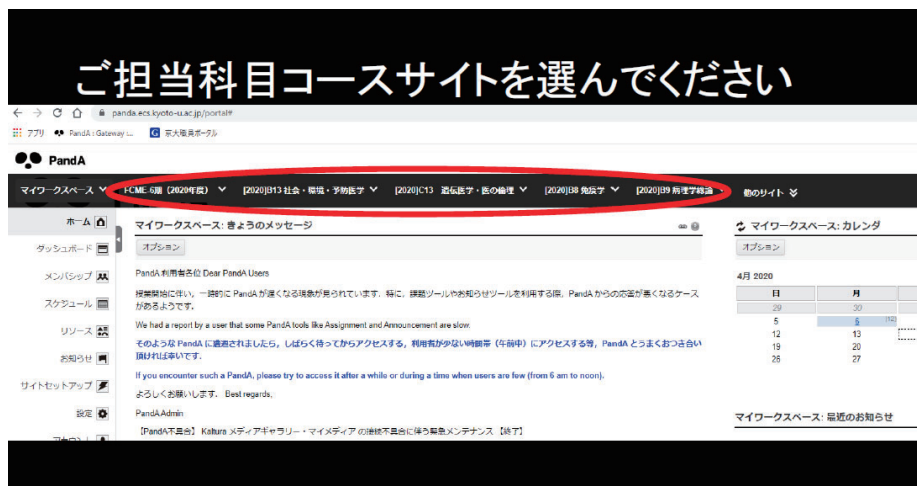 ご担当科目コースサイトを選んでください
panda.ecs.kyoto-u.ac.jp/portal#
アプリ PandA : Gateway :... 京大職員ポータル
PandA
マイワークスペース FCME 6期（2020年度） [2020]B13 社会・環境・予防医学 [2020]C13 遺伝医学・医の倫理 [2020]B8 免疫学 [2020]B9 病理学総論 他のサイト
ホーム
ダッシュボード
メンバシップ
スケジュール
リソース
お知らせ
サイトセットアップ
設定
マイワークスペース: きょうのメッセージ
オプション
PandA 利用者各位 Dear PandA Users
授業開始に伴い，一時的に PandA が遅くなる現象が見られています．特に，課題ツールやお知らせツールを利用する際，PandA からの応答が悪くなるケース
があるようです．
We had a report by a user that some PandA tools like Assignment and Announcement are slow.
そのような PandA に遭遇されましたら，しばらく待ってからアクセスする，利用者が少ない時間帯（午前中）にアクセスする等，PandA とうまくおつき合い
頂ければ幸いです．
If you encounter such a PandA, please try to access it after a while or during a time when users are few (from 6 am to noon).
よろしくお願いします． Best regards,
PandA Admin
【PandA不具合】 Kaltura メディアギャラリー・マイメディア の接続不具合に伴う緊急メンテナンス 【終了】
マイワークスペース: カレンダ
オプション
4月 2020
日 月
29 30
5 6 [12]
12 13
19 20
26 27
マイワークスペース: 最近のお知らせ